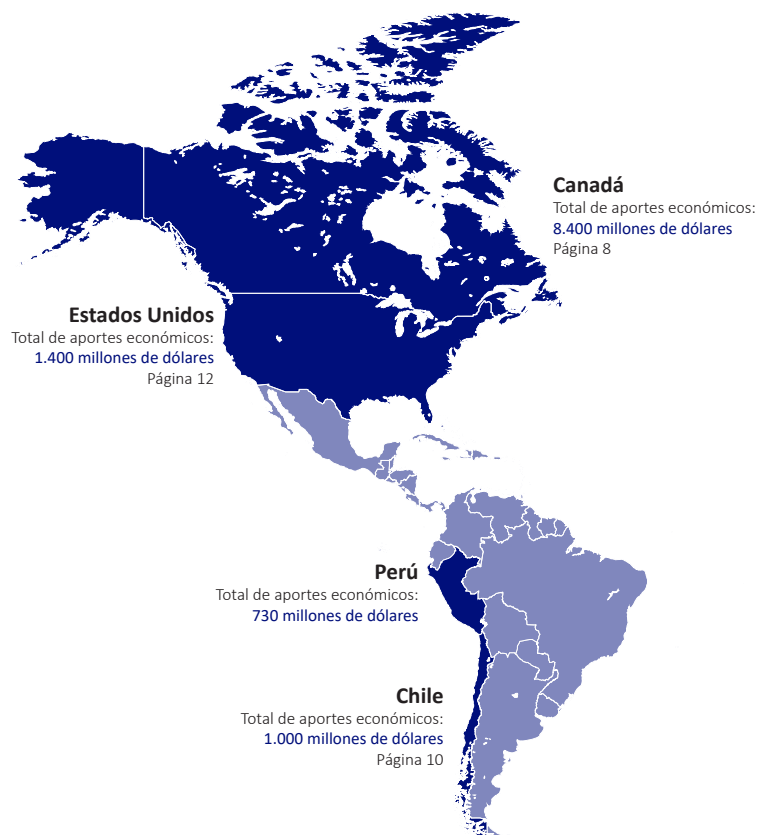 Canadá
Total de aportes económicos:
8.400 millones de dólares
Página 8
Estados Unidos
Total de aportes económicos:
1.400 millones de dólares
Página 12
Perú
Total de aportes económicos:
730 millones de dólares
Chile
Total de aportes económicos:
1.000 millones de dólares
Página 10